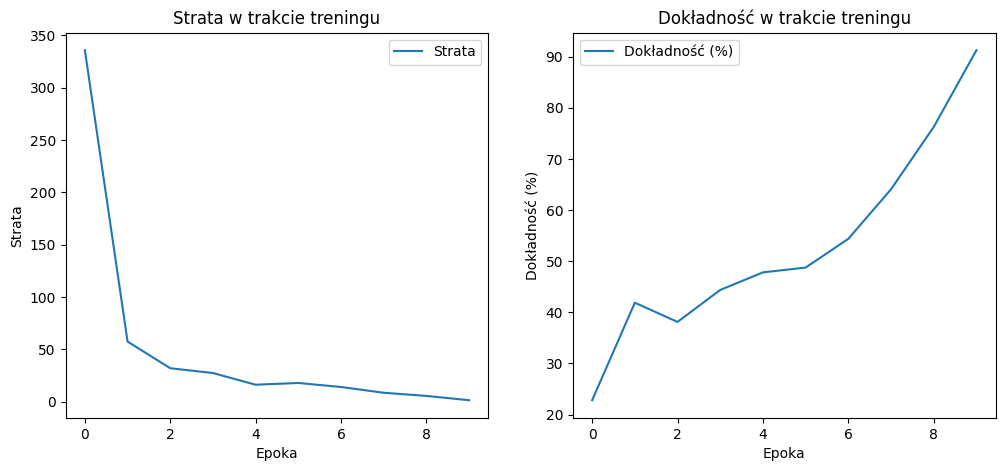 Strata w trakcie treningu
Strata
350
300
250
200
150
100
50
0
Strata
0 2 4 6 8
Epoka
Dokładność w trakcie treningu
Dokładność (%)
90
80
70
60
50
40
30
20
Dokładność (%)
0 2 4 6 8
Epoka